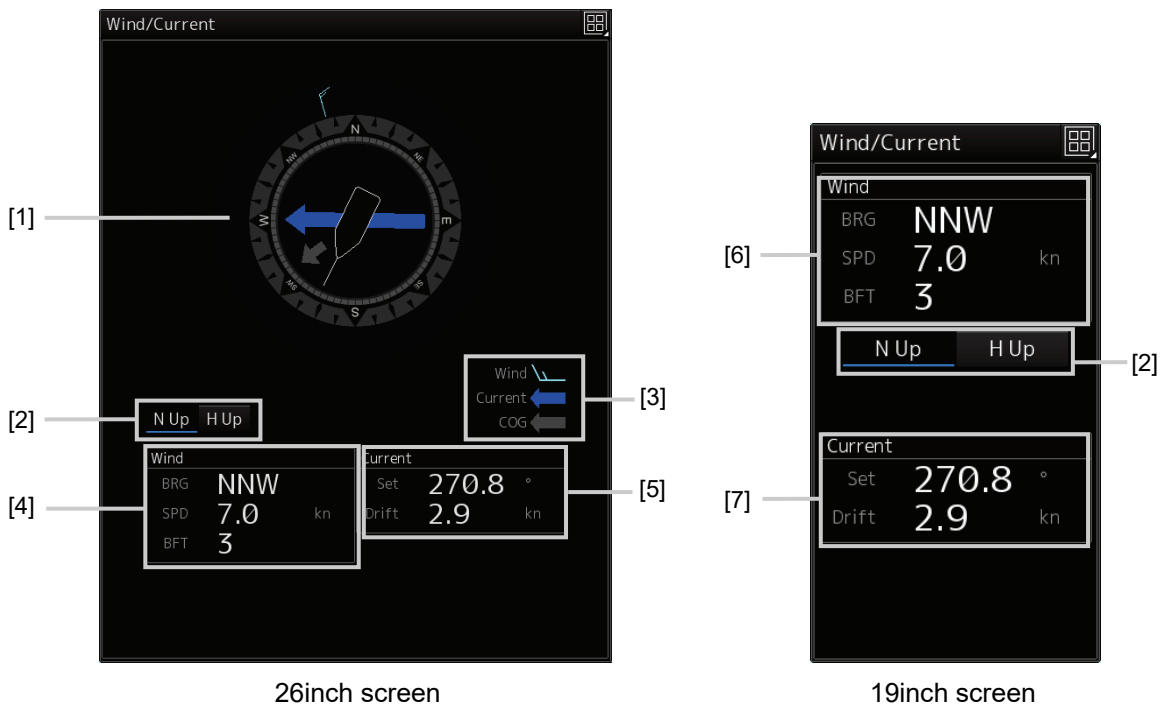 Wind/Current
N
NE
E
SE
S
SW
W
NW
[1]
Wind
Current
COG
[3]
[2]
N Up H Up
Wind
BRG NNW
SPD 7.0 kn
BFT 3
[4]
Current
Set 270.8 °
Drift 2.9 kn
[5]
26inch screen
Wind/Current
Wind
BRG NNW
SPD 7.0 kn
BFT 3
[6]
N Up H Up
[2]
Current
Set 270.8 °
Drift 2.9 kn
[7]
19inch screen